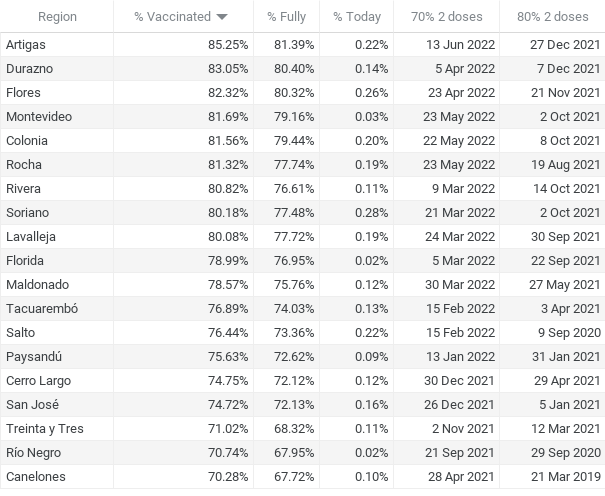 Region % Vaccinated % Fully % Today 70% 2 doses 80% 2 doses
Artigas 85.25% 81.39% 0.22% 13 Jun 2022 27 Dec 2021
Durazno 83.05% 80.40% 0.14% 5 Apr 2022 7 Dec 2021
Flores 82.32% 80.32% 0.26% 23 Apr 2022 21 Nov 2021
Montevideo 81.69% 79.16% 0.03% 23 May 2022 2 Oct 2021
Colonia 81.56% 79.44% 0.20% 22 May 2022 8 Oct 2021
Rocha 81.32% 77.74% 0.19% 23 May 2022 19 Aug 2021
Rivera 80.82% 76.61% 0.11% 9 Mar 2022 14 Oct 2021
Soriano 80.18% 77.48% 0.28% 21 Mar 2022 2 Oct 2021
Lavalleja 80.08% 77.72% 0.19% 24 Mar 2022 30 Sep 2021
Florida 78.99% 76.95% 0.02% 5 Mar 2022 22 Sep 2021
Maldonado 78.57% 75.76% 0.12% 30 Mar 2022 27 May 2021
Tacuarembó 76.89% 74.03% 0.13% 15 Feb 2022 3 Apr 2021
Salto 76.44% 73.36% 0.22% 15 Feb 2022 9 Sep 2020
Paysandú 75.63% 72.62% 0.09% 13 Jan 2022 31 Jan 2021
Cerro Largo 74.75% 72.12% 0.12% 30 Dec 2021 29 Apr 2021
San José 74.72% 72.13% 0.16% 26 Dec 2021 5 Jan 2021
Treinta y Tres 71.02% 68.32% 0.11% 2 Nov 2021 12 Mar 2021
Río Negro 70.74% 67.95% 0.02% 21 Sep 2021 29 Sep 2020
Canelones 70.28% 67.72% 0.10% 28 Apr 2021 21 Mar 2019